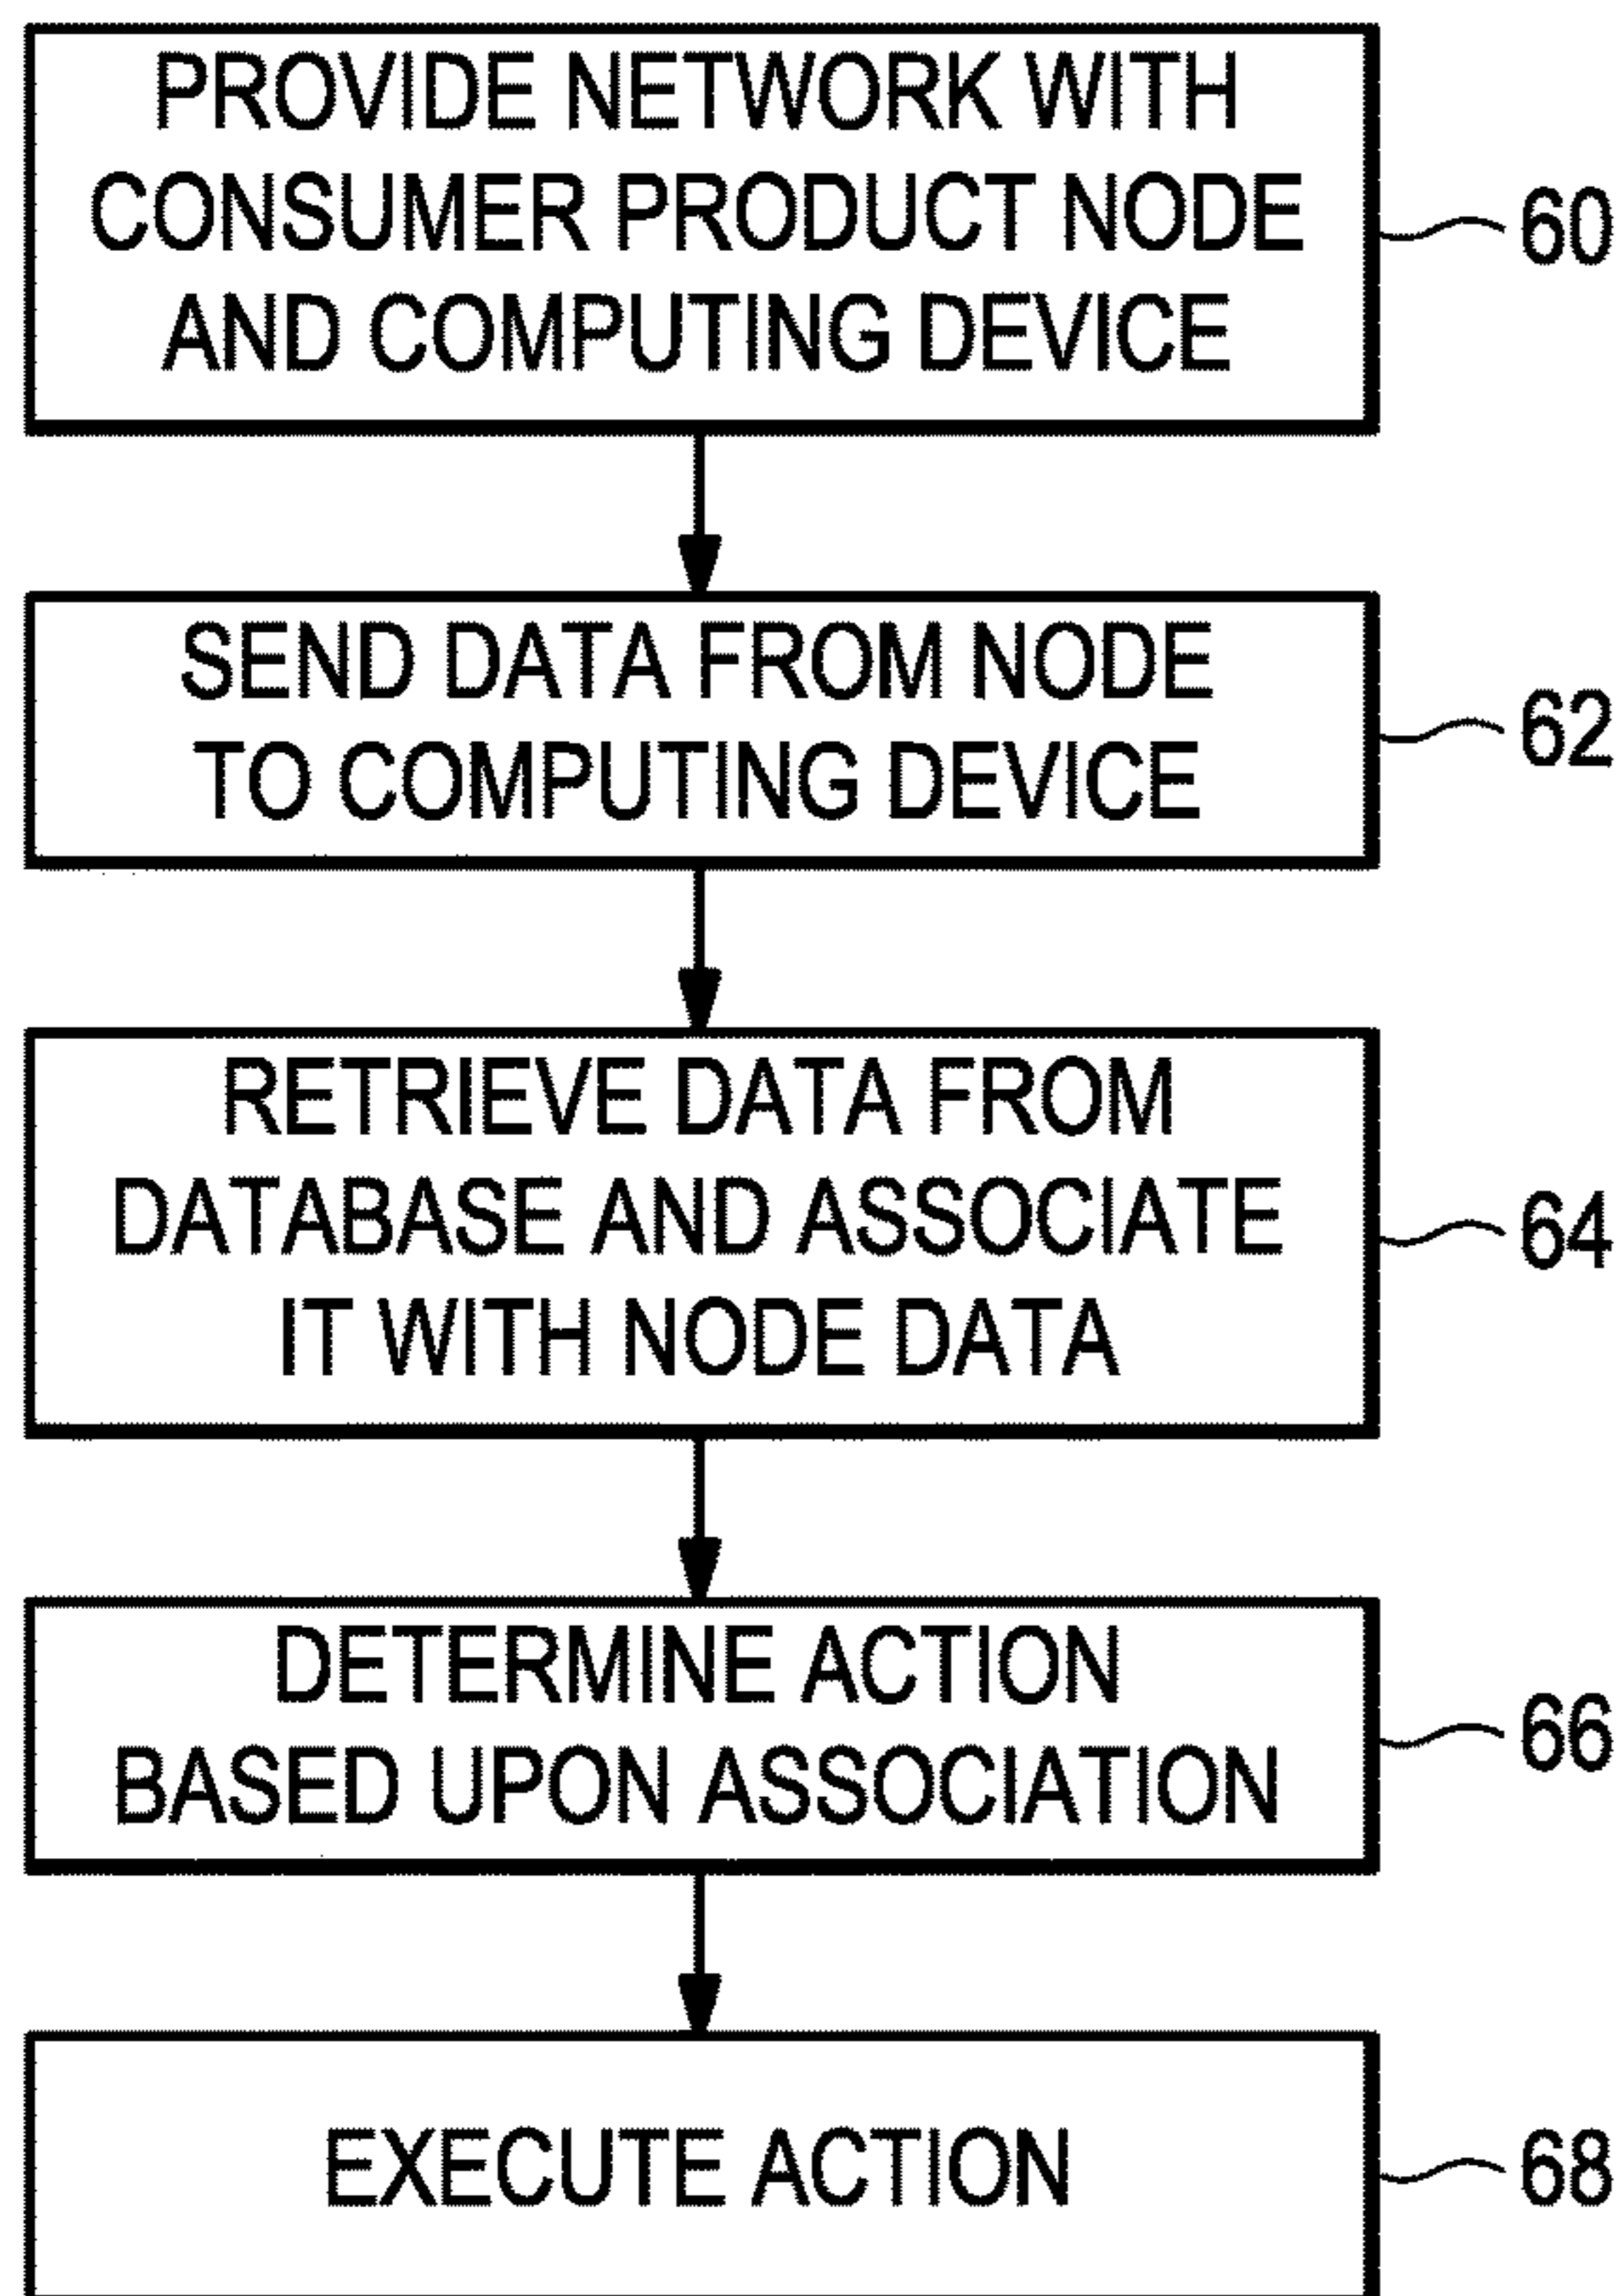 PROVIDE NETWORK WITH
CONSUMER PRODUCT NODE
AND COMPUTING DEVICE
60
SEND DATA FROM NODE
TO COMPUTING DEVICE
62
RETRIEVE DATA FROM
DATABASE AND ASSOCIATE
IT WITH NODE DATA
64
DETERMINE ACTION
BASED UPON ASSOCIATION
66
EXECUTE ACTION
68